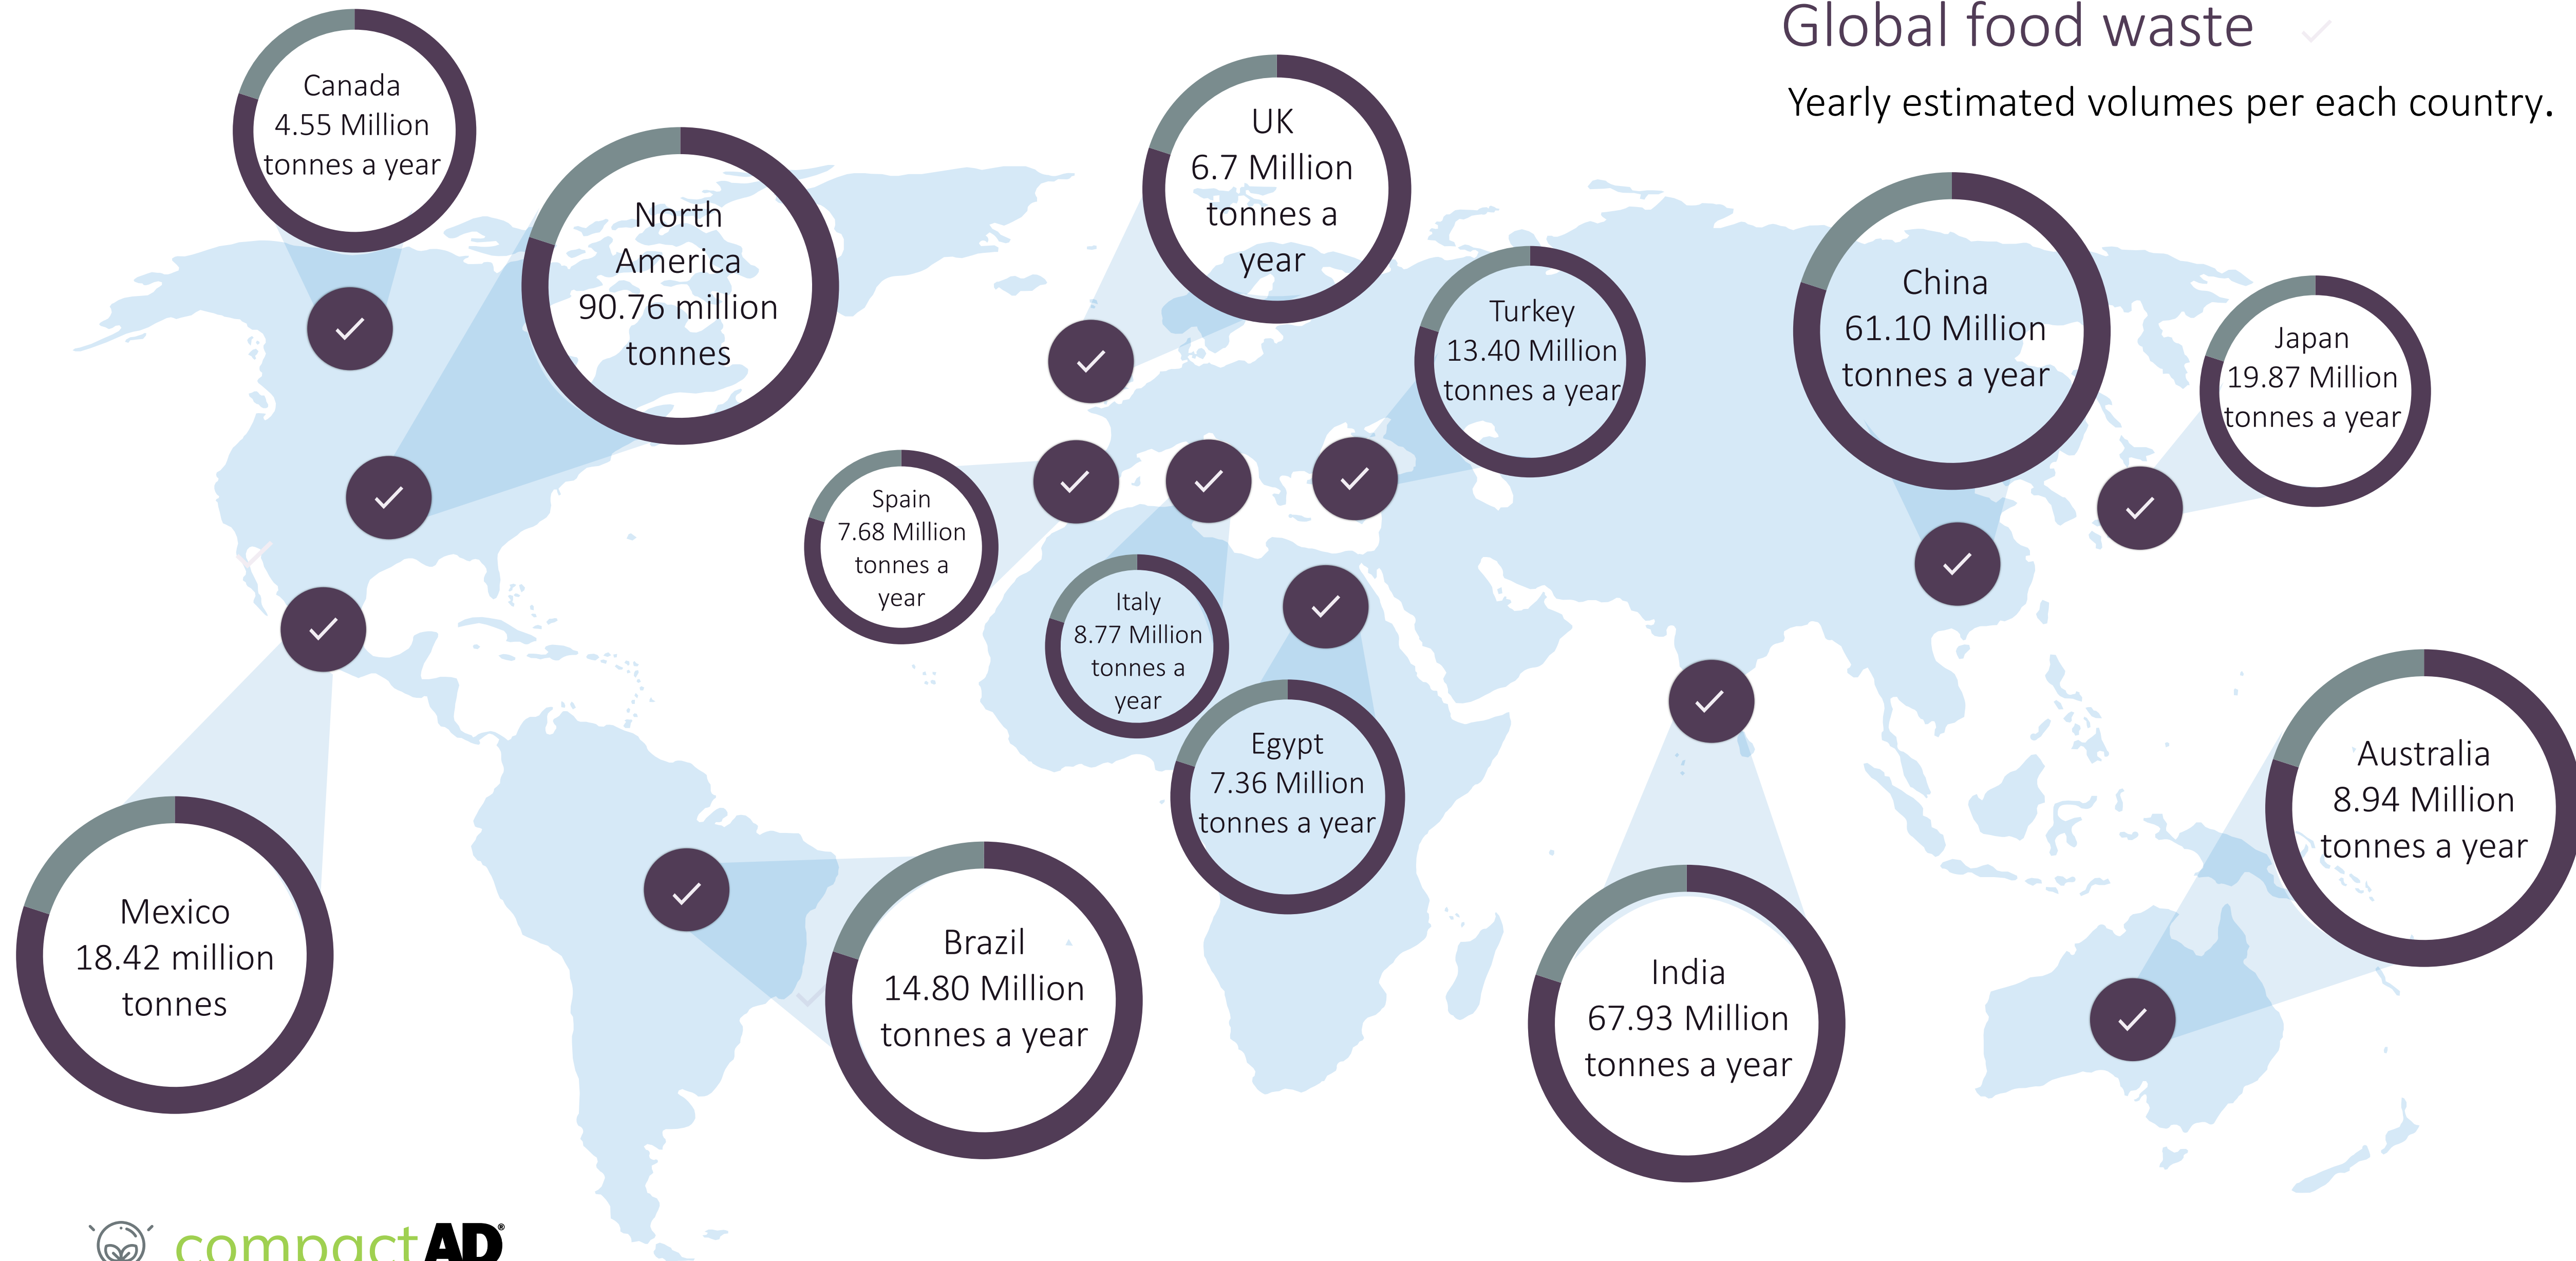 Global food waste
Yearly estimated volumes per each country.
Canada
4.55 Million
tonnes a year
North
America
90.76 million
tonnes
UK
6.7 Million
tonnes a
year
Turkey
13.40 Million
tonnes a year
China
61.10 Million
tonnes a year
Japan
19.87 Million
tonnes a year
Spain
7.68 Million
tonnes a
year
Italy
8.77 Million
tonnes a
year
Egypt
7.36 Million
tonnes a year
Australia
8.94 Million
tonnes a year
Mexico
18.42 million
tonnes
Brazil
14.80 Million
tonnes a year
India
67.93 Million
tonnes a year
compactAD®